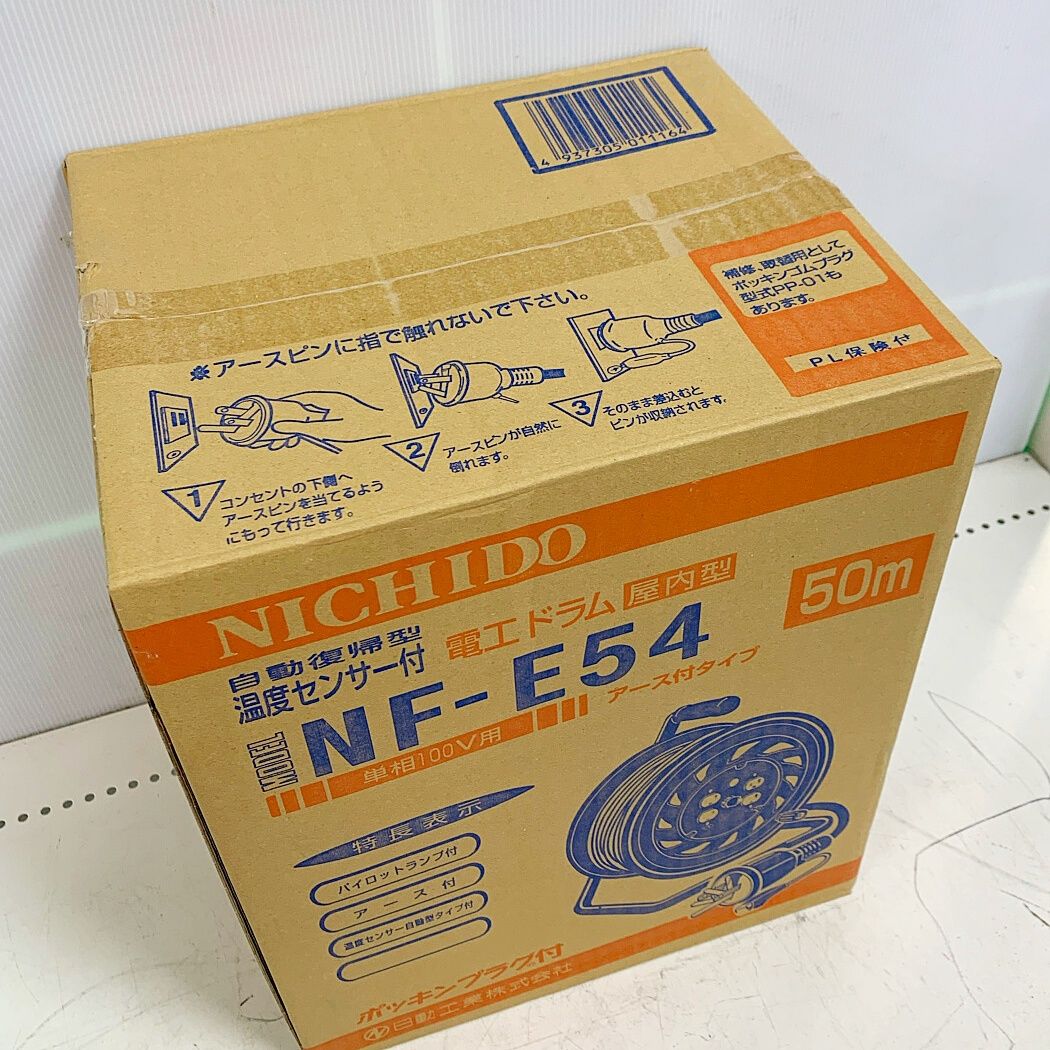 4 937305 011164
補修、取替用として
ポッキンゴムプラグ
型式PP-01も
あります。
PL保険付
※アースピンに指で触れないで下さい。
1
コンセントの下側へ
アースピンを当てるよう
にもって行きます。
2
アースピンが自然に
倒れます。
3
そのまま差込むと
ピンが収納されます。
NICHIDO
自動復帰型
温度センサー付
電工ドラム 屋内型
50m
MODEL
NF-E54
単相100V用
アース付タイプ
特長表示
パイロットランプ付
アース付
温度センサー自動型タイプ付
ポッキンプラグ付
日動工業株式会社